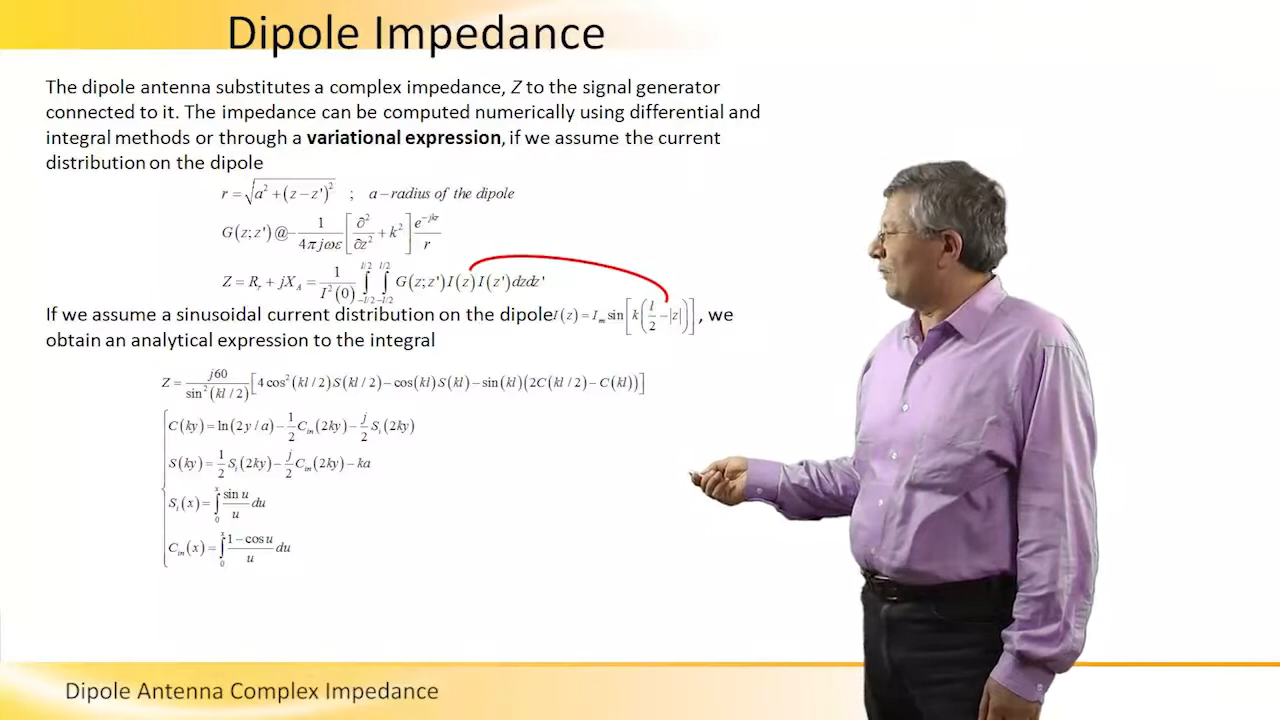 Dipole Impedance
The dipole antenna substitutes a complex impedance, Z to the signal generator
connected to it. The impedance can be computed numerically using differential and
integral methods or through a variational expression, if we assume the current
distribution on the dipole
r = √(a² + (z − z')²) ; a − radius of the dipole
G(z; z') @ − 1/(4πjωε) [∂²/∂z² + k²] e^(−jkr)/r
Z = R_r + jX_A = 1/I²(0) ∫_(−l/2)^(l/2) ∫_(−l/2)^(l/2) G(z; z') I(z) I(z') dz dz'
If we assume a sinusoidal current distribution on the dipole I(z) = I_m sin[k(l/2 − |z|)], we
obtain an analytical expression to the integral
Z = j60/sin²(kl/2) [4cos²(kl/2)S(kl/2) − cos(kl)S(kl) − sin(kl)(2C(kl/2) − C(kl))]
C(ky) = ln(2y/a) − 1/2 C_in(2ky) − j/2 S_i(2ky)
S(ky) = 1/2 S_i(2ky) − j/2 C_in(2ky) − ka
S_i(x) = ∫_0^x sin u/u du
C_in(x) = ∫_0^x (1 − cos u)/u du
Dipole Antenna Complex Impedance